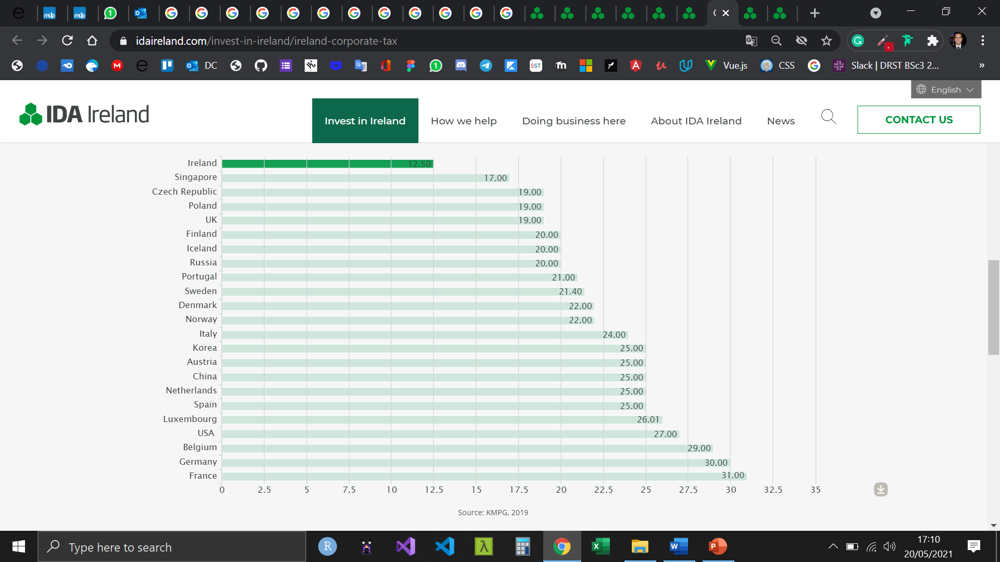 idaireland.com/invest-in-ireland/ireland-corporate-tax
DC
SST
Vue.js
CSS
Slack | DRST BSc3 2...
»
English
IDA Ireland
Invest in Ireland
How we help
Doing business here
About IDA Ireland
News
CONTACT US
Ireland 12.50
Singapore 17.00
Czech Republic 19.00
Poland 19.00
UK 19.00
Finland 20.00
Iceland 20.00
Russia 20.00
Portugal 21.00
Sweden 21.40
Denmark 22.00
Norway 22.00
Italy 24.00
Korea 25.00
Austria 25.00
China 25.00
Netherlands 25.00
Spain 25.00
Luxembourg 26.01
USA 27.00
Belgium 29.00
Germany 30.00
France 31.00
0 2.5 5 7.5 10 12.5 15 17.5 20 22.5 25 27.5 30 32.5 35
Source: KMPG, 2019
Type here to search
17:10
20/05/2021